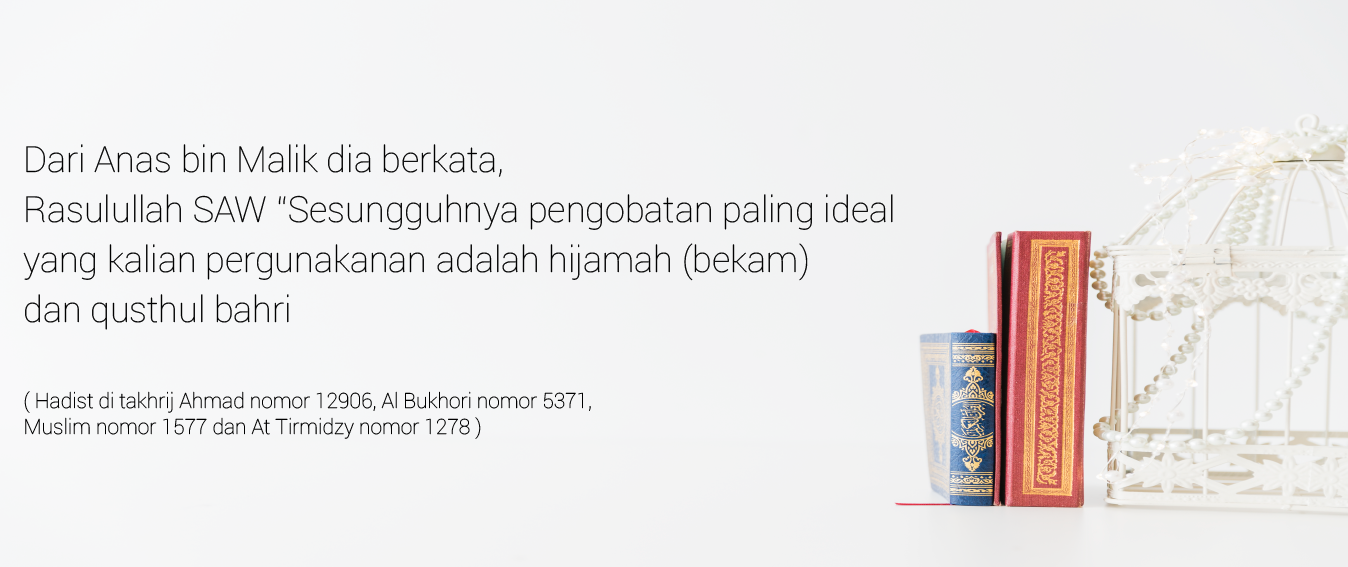 Dari Anas bin Malik dia berkata,
Rasulullah SAW "Sesungguhnya pengobatan paling ideal
yang kalian pergunakanan adalah hijamah (bekam)
dan qusthul bahri
( Hadist di takhrij Ahmad nomor 12906, Al Bukhori nomor 5371,
Muslim nomor 1577 dan At Tirmidzy nomor 1278 )